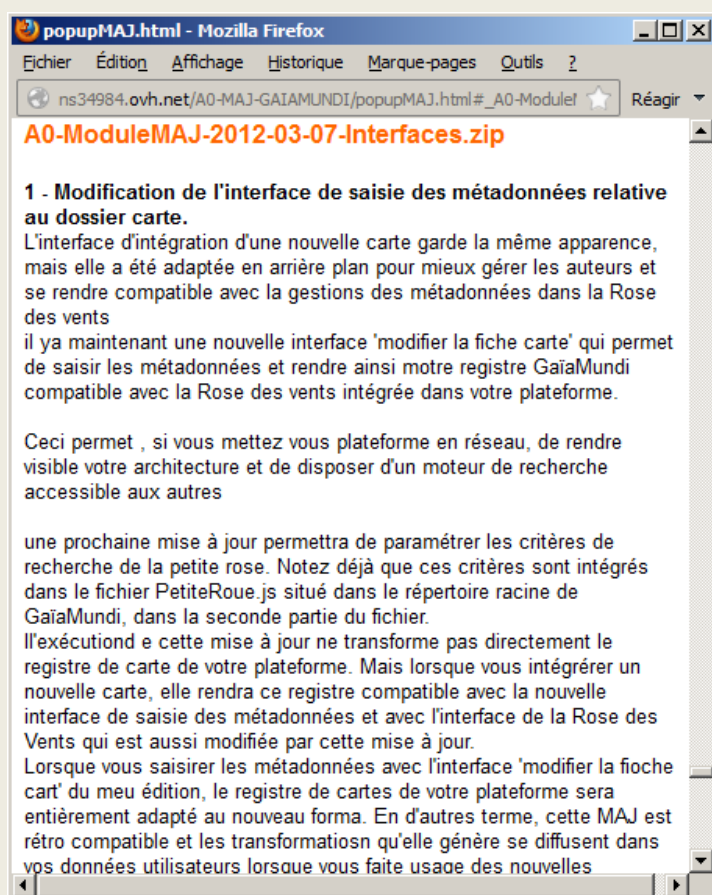 popupMAJ.html - Mozilla Firefox
Fichier Édition Affichage Historique Marque-pages Outils ?
ns34984.ovh.net/A0-MAJ-GAIAMUNDI/popupMAJ.html#_A0-Modulef Réagir
A0-ModuleMAJ-2012-03-07-Interfaces.zip
1 - Modification de l'interface de saisie des métadonnées relative
au dossier carte.
L'interface d'intégration d'une nouvelle carte garde la même apparence,
mais elle a été adaptée en arrière plan pour mieux gérer les auteurs et
se rendre compatible avec la gestions des métadonnées dans la Rose
des vents
il ya maintenant une nouvelle interface 'modifier la fiche carte' qui permet
de saisir les métadonnées et rendre ainsi motre registre GaïaMundi
compatible avec la Rose des vents intégrée dans votre plateforme.
Ceci permet , si vous mettez vous plateforme en réseau, de rendre
visible votre architecture et de disposer d'un moteur de recherche
accessible aux autres
une prochaine mise à jour permettra de paramétrer les critères de
recherche de la petite rose. Notez déjà que ces critères sont intégrés
dans le fichier PetiteRoue.js situé dans le répertoire racine de
GaïaMundi, dans la seconde partie du fichier.
ll'exécutiond e cette mise à jour ne transforme pas directement le
registre de carte de votre plateforme. Mais lorsque vous intégrérer un
nouvelle carte, elle rendra ce registre compatible avec la nouvelle
interface de saisie des métadonnées et avec l'interface de la Rose des
Vents qui est aussi modifiée par cette mise à jour.
Lorsque vous saisirer les métadonnées avec l'interface 'modifier la fioche
cart' du meu édition, le registre de cartes de votre plateforme sera
entièrement adapté au nouveau forma. En d'autres terme, cette MAJ est
rétro compatible et les transformatiosn qu'elle génère se diffusent dans
vos données utilisateurs lorsque vous faite usage des nouvelles